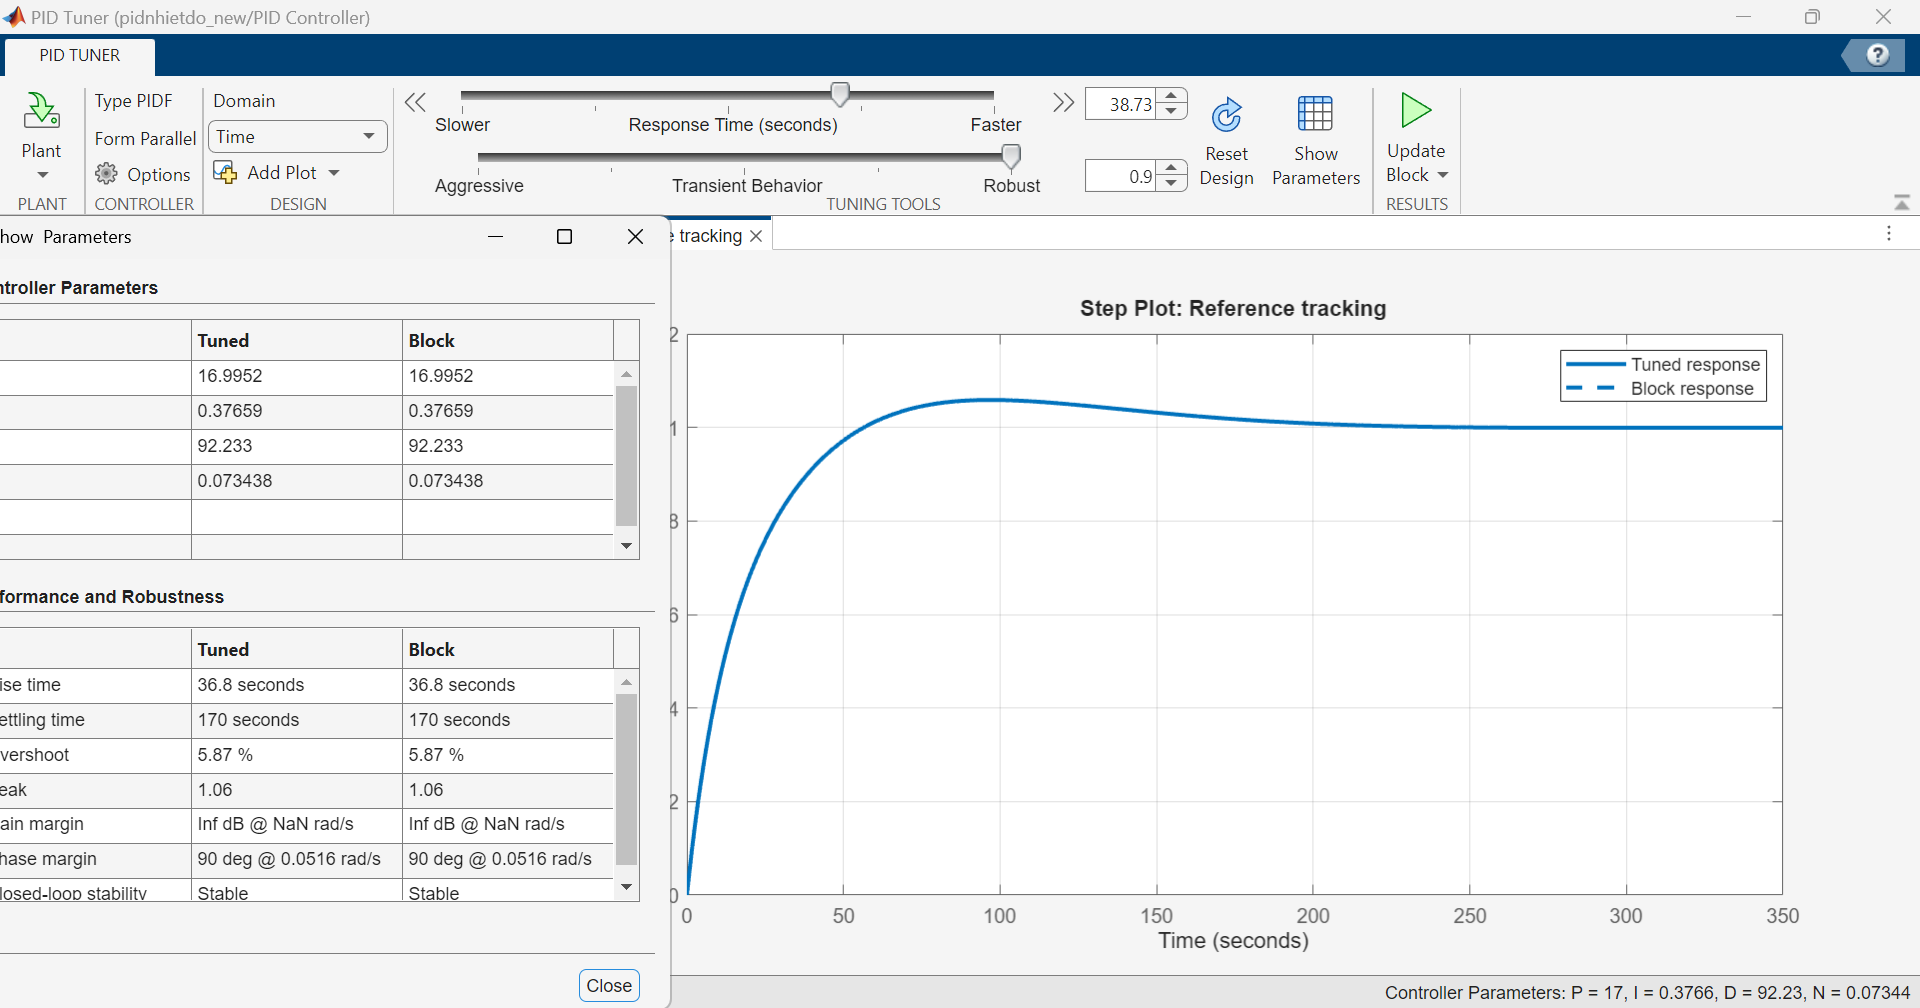 PID Tuner (pidnhietdo_new/PID Controller)
PID TUNER
?
Plant
PLANT
Type PIDF
Form Parallel
Options
CONTROLLER
Domain
Time
Add Plot
DESIGN
Slower
Response Time (seconds)
Faster
38.73
Aggressive
Transient Behavior
Robust
0.9
TUNING TOOLS
Reset
Design
Show
Parameters
Update
Block
RESULTS
how Parameters
e tracking
ntroller Parameters
Tuned Block
16.9952 16.9952
0.37659 0.37659
92.233 92.233
0.073438 0.073438
formance and Robustness
Tuned Block
ise time 36.8 seconds 36.8 seconds
ettling time 170 seconds 170 seconds
vershoot 5.87 % 5.87 %
eak 1.06 1.06
ain margin Inf dB @ NaN rad/s Inf dB @ NaN rad/s
hase margin 90 deg @ 0.0516 rad/s 90 deg @ 0.0516 rad/s
losed-loop stability Stable Stable
Close
Step Plot: Reference tracking
Tuned response
Block response
2
1
8
6
4
2
0
0 50 100 150 200 250 300 350
Time (seconds)
Controller Parameters: P = 17, I = 0.3766, D = 92.23, N = 0.07344